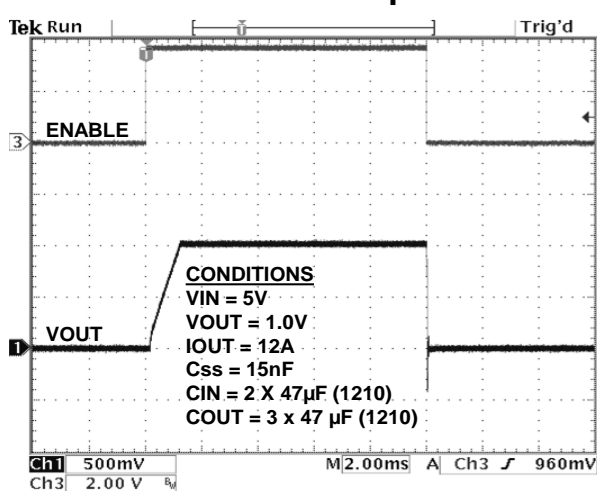 Tek Run Trig'd
T
T
3 ENABLE
CONDITIONS
VIN = 5V
VOUT = 1.0V
1 VOUT
IOUT = 12A
Css = 15nF
CIN = 2 X 47µF (1210)
COUT = 3 x 47 µF (1210)
Ch1 500mV M 2.00ms A Ch3 960mV
Ch3 2.00 V BW